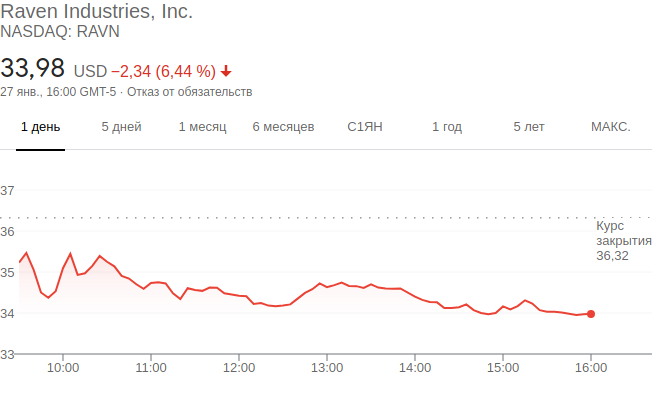 Raven Industries, Inc.
NASDAQ: RAVN
33,98 USD −2,34 (6,44 %)
27 янв., 16:00 GMT-5 · Отказ от обязательств
1 день 5 дней 1 месяц 6 месяцев С1ЯН 1 год 5 лет МАКС.
37
36
35
34
33
Курс
закрытия
36,32
10:00 11:00 12:00 13:00 14:00 15:00 16:00